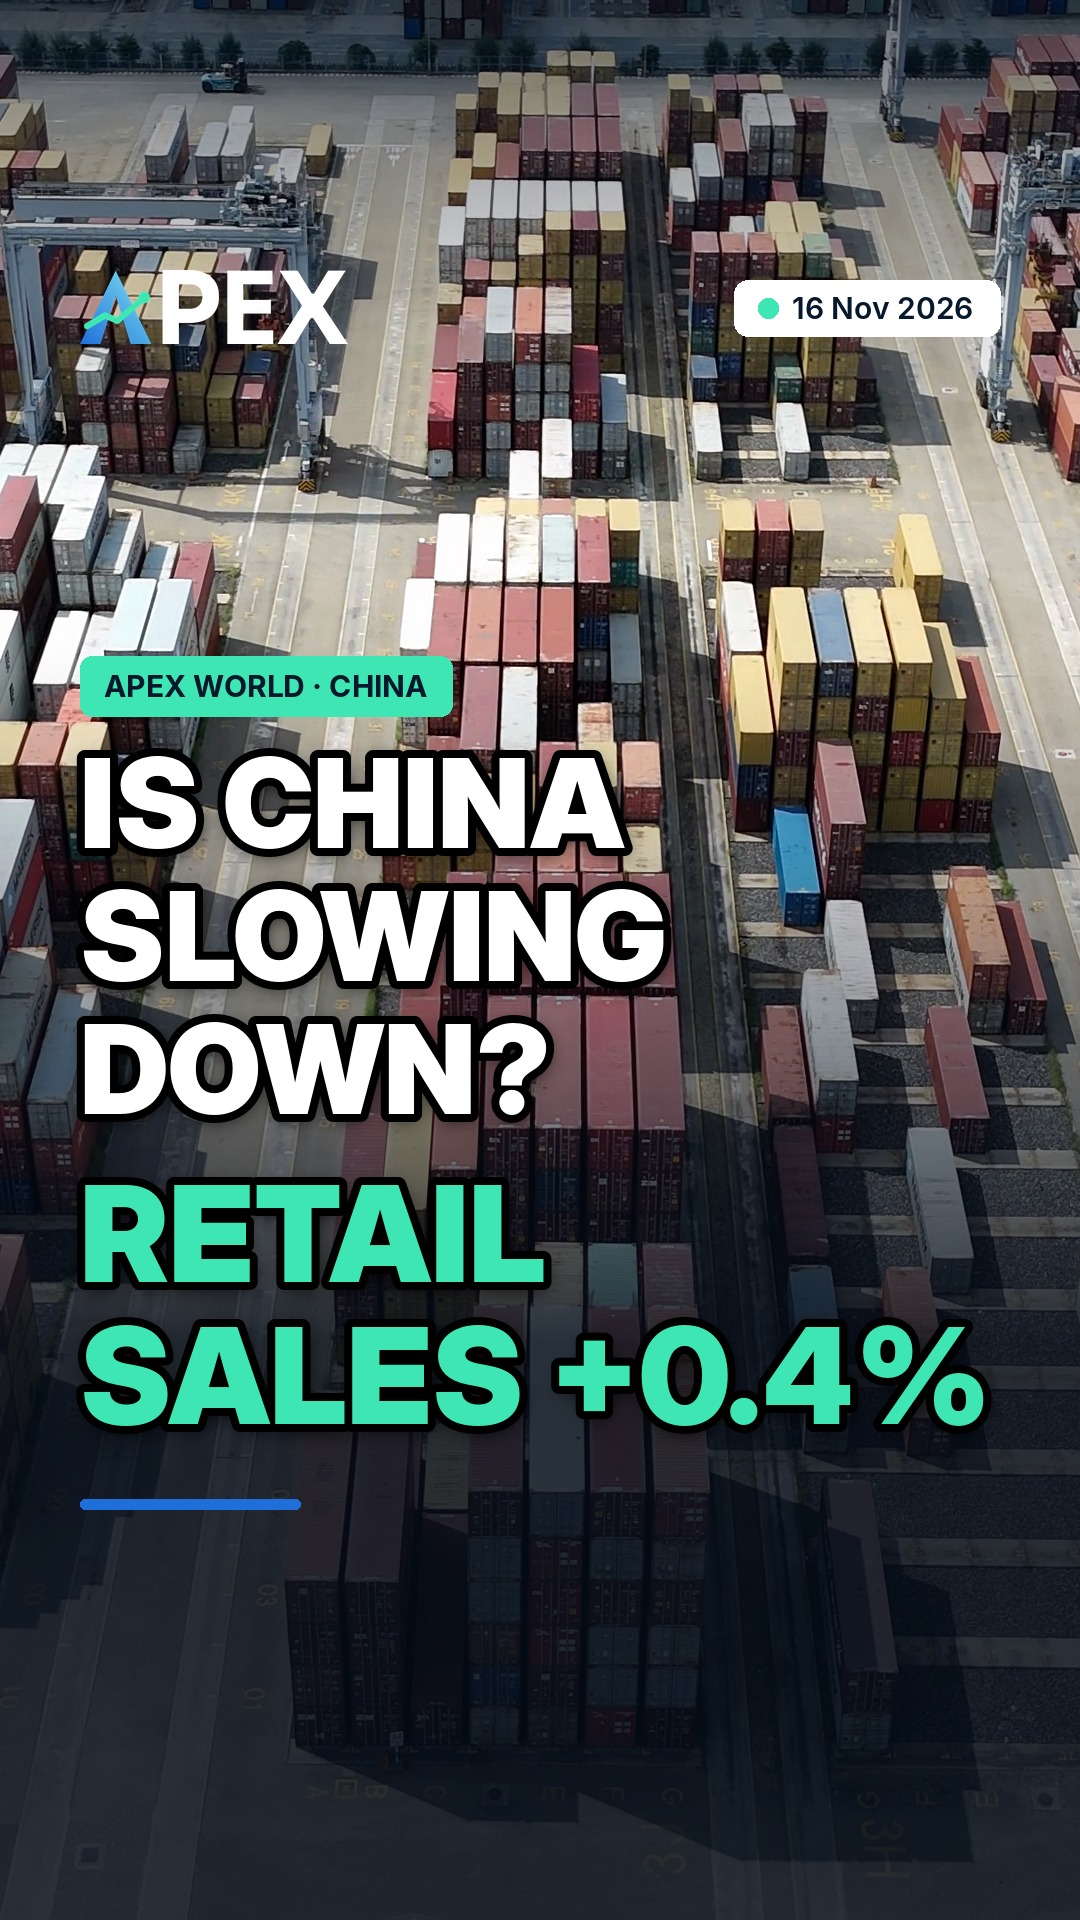 APEX
16 Nov 2026
APEX WORLD · CHINA
IS CHINA
SLOWING
DOWN?
RETAIL
SALES +0.4%